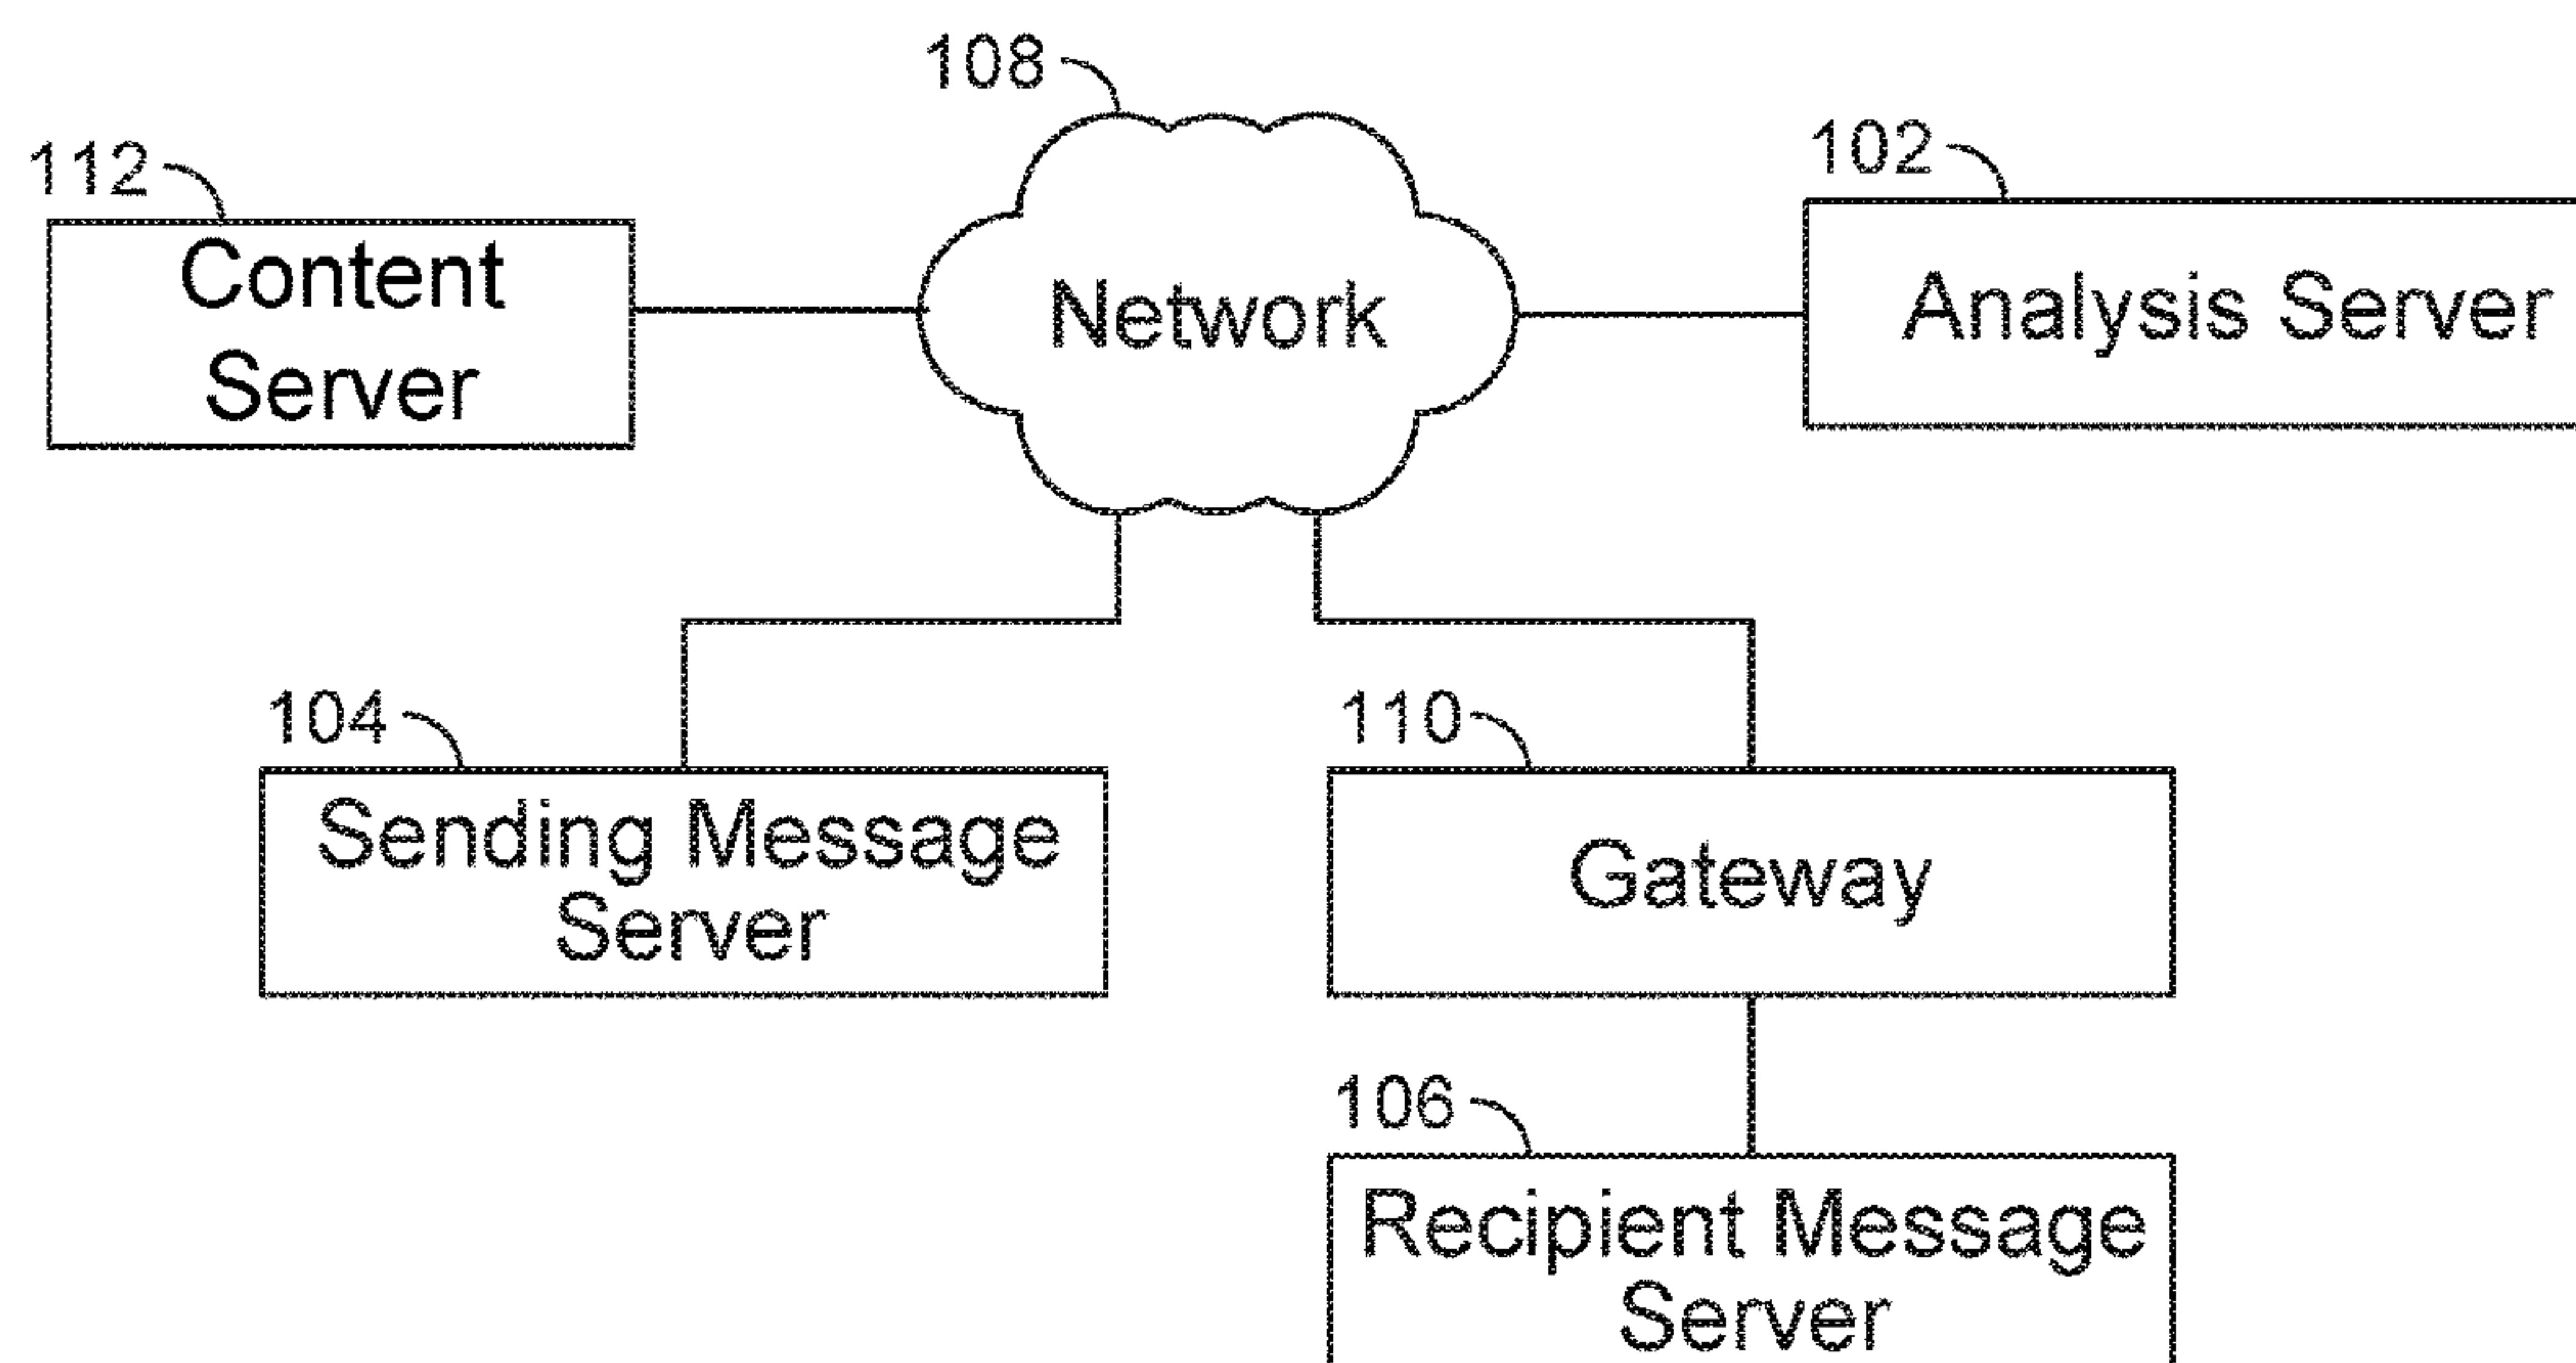 108
112
102
Content
Server
Network
Analysis Server
104
110
Sending Message
Server
Gateway
106
Recipient Message
Server